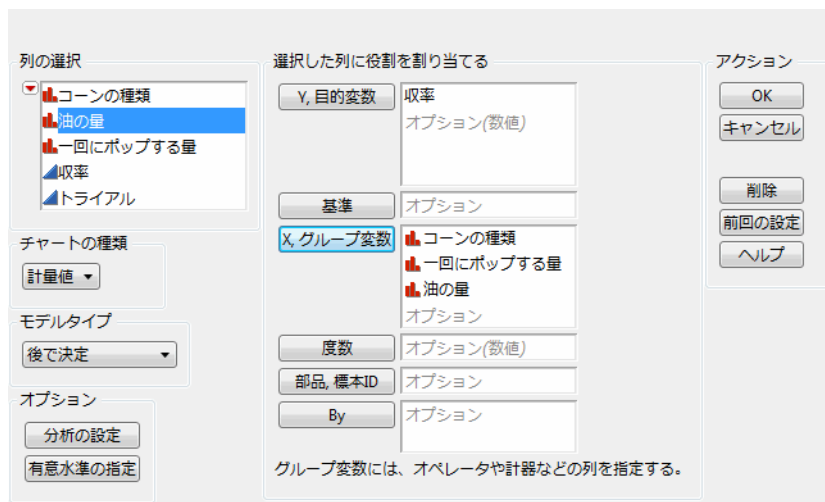 列の選択
コーンの種類
油の量
一回にポップする量
収率
トライアル
チャートの種類
計量値
モデルタイプ
後で決定
オプション
分析の設定
有意水準の指定
選択した列に役割を割り当てる
Y, 目的変数
収率
オプション(数値)
基準
オプション
X, グループ変数
コーンの種類
一回にポップする量
油の量
オプション
度数
オプション(数値)
部品, 標本ID
オプション
By
オプション
グループ変数には、オペレータや計器などの列を指定する。
アクション
OK
キャンセル
削除
前回の設定
ヘルプ